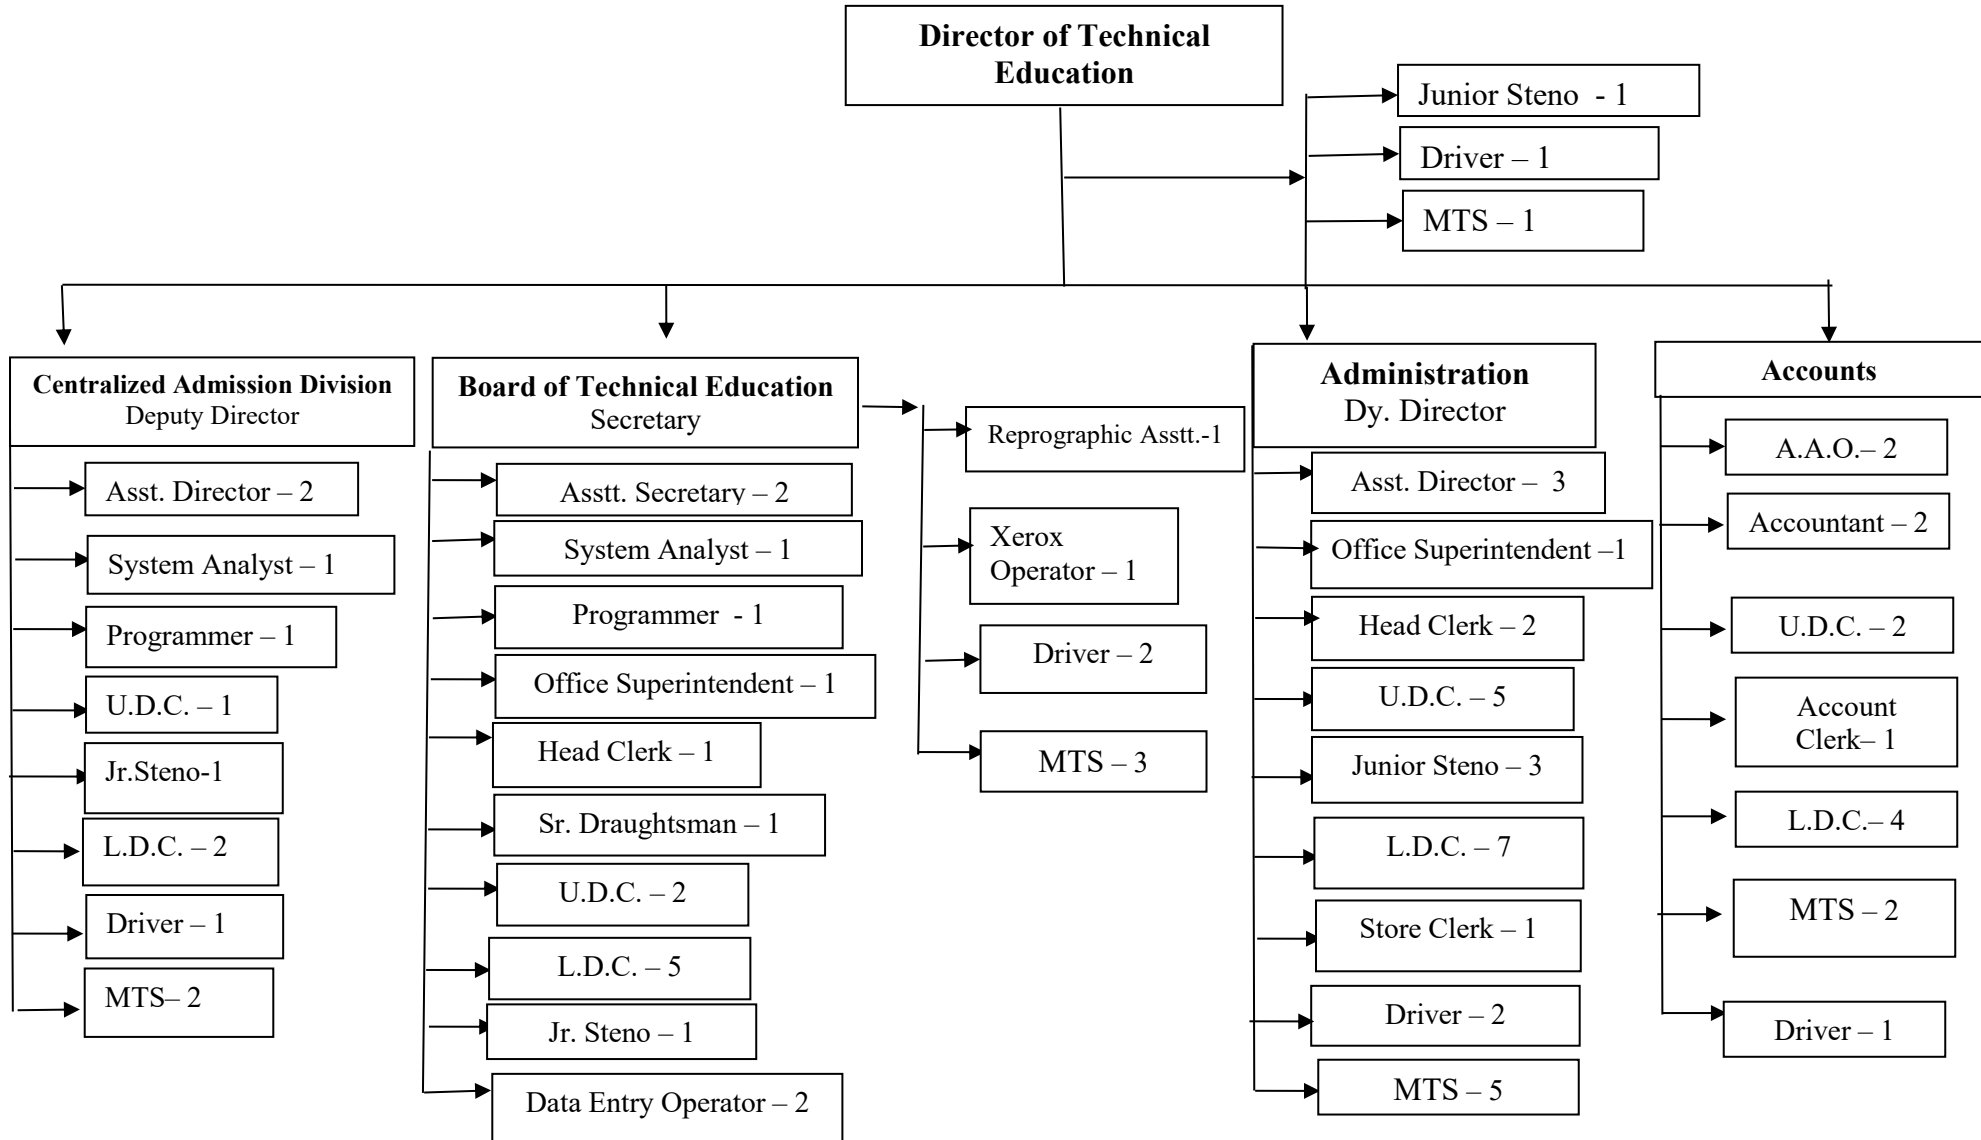 Director of Technical
Education
Junior Steno  - 1
Driver – 1
MTS – 1
Centralized Admission Division
Deputy Director
Asst. Director – 2
System Analyst – 1
Programmer – 1
U.D.C. – 1
Jr.Steno-1
L.D.C. – 2
Driver – 1
MTS– 2
Board of Technical Education
Secretary
Asstt. Secretary – 2
System Analyst – 1
Programmer  - 1
Office Superintendent – 1
Head Clerk – 1
Sr. Draughtsman – 1
U.D.C. – 2
L.D.C. – 5
Jr. Steno – 1
Data Entry Operator – 2
Reprographic Asstt.-1
Xerox
Operator – 1
Driver – 2
MTS – 3
Administration
Dy. Director
Asst. Director –  3
Office Superintendent –1
Head Clerk – 2
U.D.C. – 5
Junior Steno – 3
L.D.C. – 7
Store Clerk – 1
Driver – 2
MTS – 5
Accounts
A.A.O.– 2
Accountant – 2
U.D.C. – 2
Account
Clerk– 1
L.D.C.– 4
MTS – 2
Driver – 1